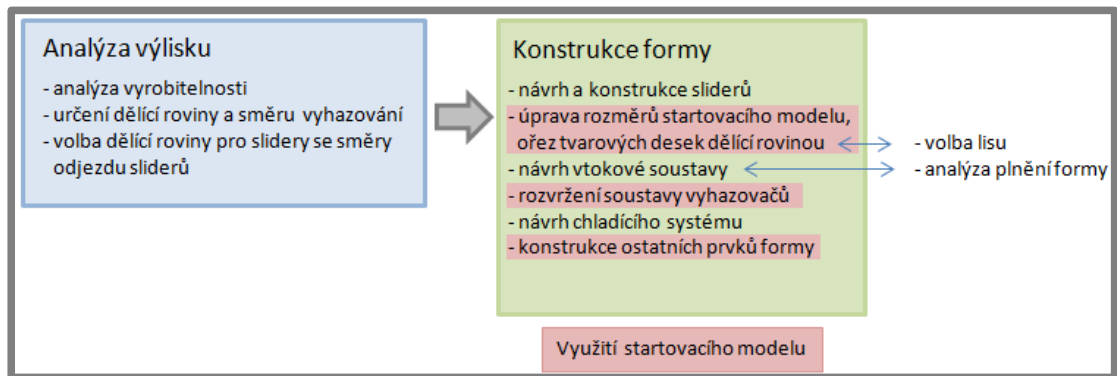 Analýza výlisku
- analýza vyrobitelnosti
- určení dělící roviny a směru vyhazování
- volba dělící roviny pro slidery se směry
odjezdu sliderů
Konstrukce formy
- návrh a konstrukce sliderů
- úprava rozměrů startovacího modelu,
ořez tvarových desek dělící rovinou
- návrh vtokové soustavy
- rozvržení soustavy vyhazovačů
- návrh chladícího systému
- konstrukce ostatních prvků formy
- volba lisu
- analýza plnění formy
Využití startovacího modelu